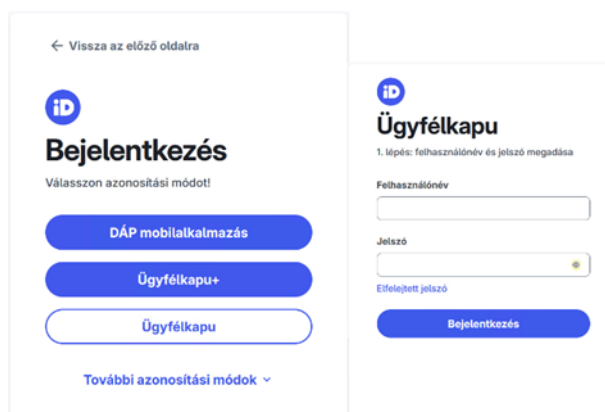 ← Vissza az előző oldalra
iD
Bejelentkezés
Válasszon azonosítási módot!
DÁP mobilalkalmazás
Ügyfélkapu+
Ügyfélkapu
További azonosítási módok
iD
Ügyfélkapu
1. lépés: felhasználónév és jelszó megadása
Felhasználónév
Jelszó
Elfelejtett jelszó
Bejelentkezés